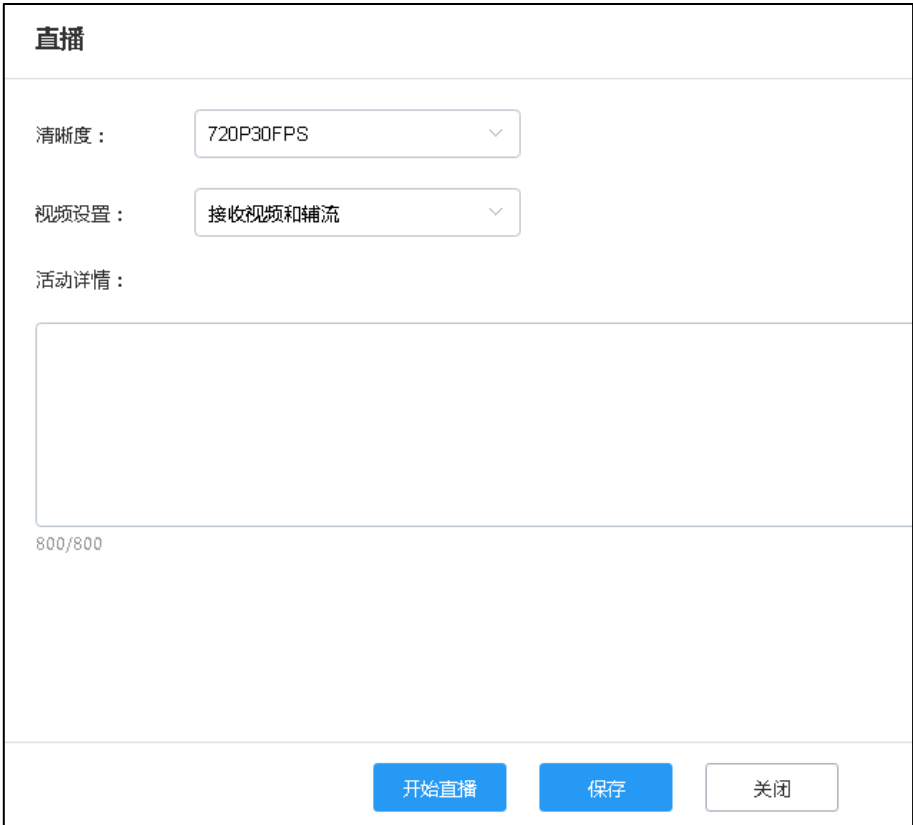 直播
清晰度：
720P30FPS
视频设置：
接收视频和辅流
活动详情：
800/800
开始直播
保存
关闭